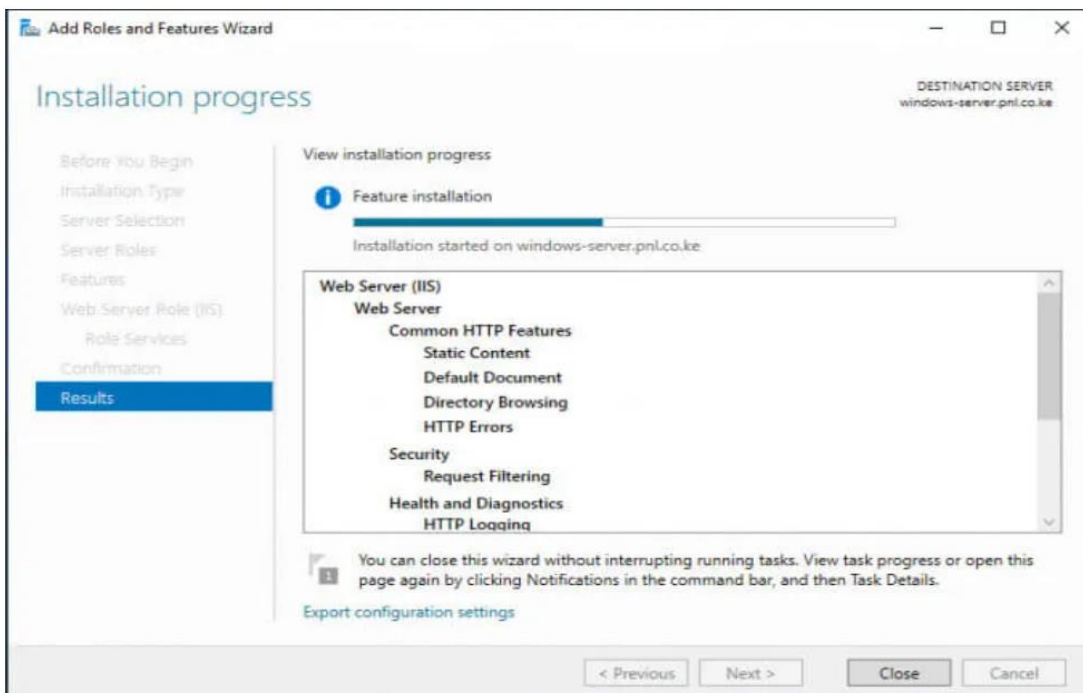 Add Roles and Features Wizard
Installation progress
DESTINATION SERVER
windows-server.pnl.co.ke
Before You Begin
Installation Type
Server Selection
Server Roles
Features
Web Server Role (IIS)
Role Services
Confirmation
Results
View installation progress
Feature installation
Installation started on windows-server.pnl.co.ke
Web Server (IIS)
Web Server
Common HTTP Features
Static Content
Default Document
Directory Browsing
HTTP Errors
Security
Request Filtering
Health and Diagnostics
HTTP Logging
1
You can close this wizard without interrupting running tasks. View task progress or open this
page again by clicking Notifications in the command bar, and then Task Details.
Export configuration settings
< Previous
Next >
Close
Cancel